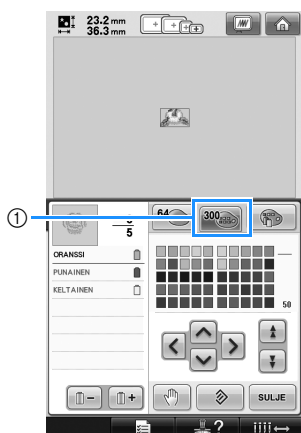 23.2 mm
36.3 mm
1
64
300
5
ORANSSI
PUNAINEN
KELTAINEN
50
SULJE
?